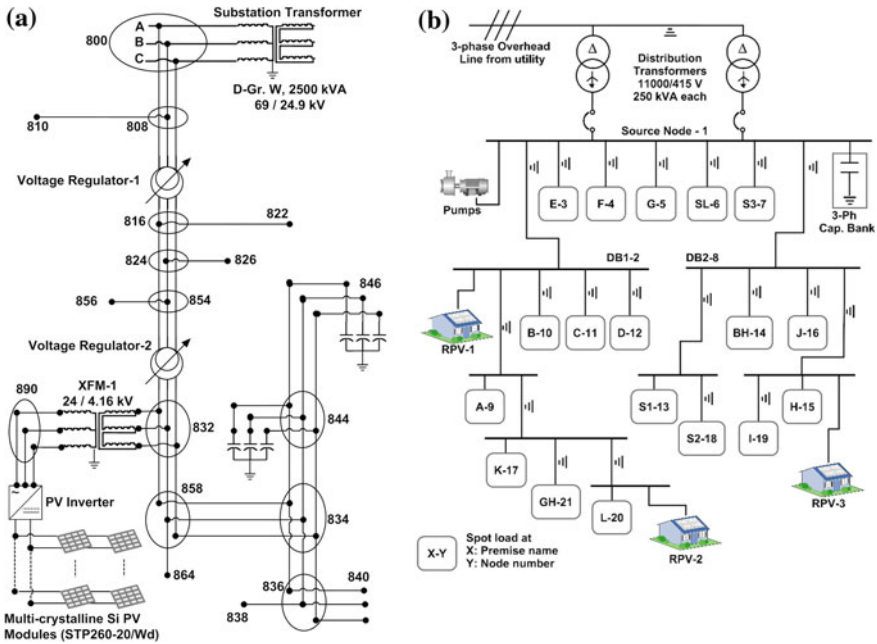 (a)
Substation Transformer
800
A
B
C
D-Gr. W, 2500 kVA
69 / 24.9 kV
810
808
Voltage Regulator-1
816
822
824
826
856
854
846
Voltage Regulator-2
XFM-1
24 / 4.16 kV
890
832
844
PV Inverter
858
834
864
836
840
838
Multi-crystalline Si PV
Modules (STP260-20/Wd)
(b)
3-phase Overhead
Line from utility
Δ
Δ
Distribution
Transformers
11000/415 V
250 kVA each
Source Node - 1
Pumps
E-3
F-4
G-5
SL-6
S3-7
3-Ph
Cap. Bank
DB1-2
DB2-8
RPV-1
B-10
C-11
D-12
BH-14
J-16
A-9
S1-13
S2-18
I-19
H-15
K-17
GH-21
L-20
RPV-2
RPV-3
X-Y
Spot load at
X: Premise name
Y: Node number